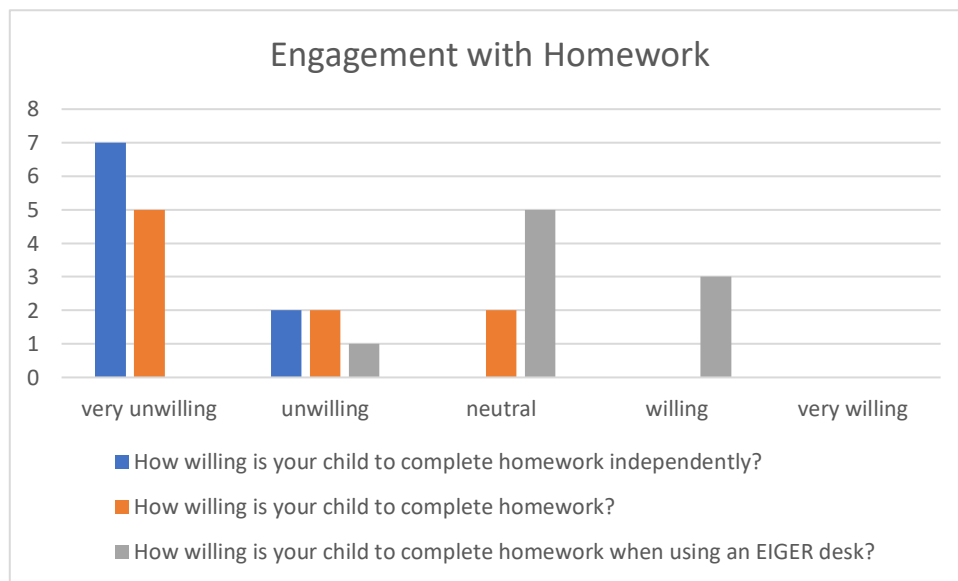 Engagement with Homework
8
7
6
5
4
3
2
1
0
very unwilling
unwilling
neutral
willing
very willing
How willing is your child to complete homework independently?
How willing is your child to complete homework?
How willing is your child to complete homework when using an EIGER desk?